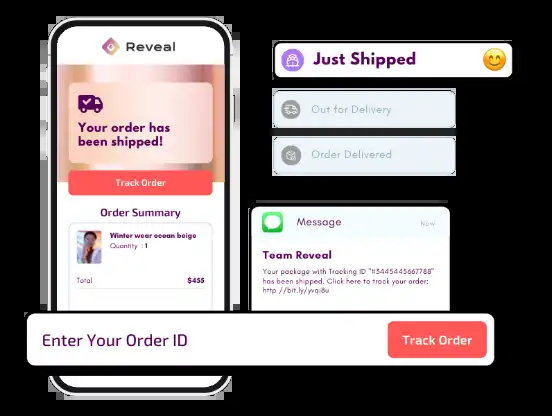 Reveal
Your order has
been shipped!
Track Order
Order Summary
Winter wear ocean beige
Quantity : 1
Total $455
Just Shipped
Out for Delivery
Order Delivered
Message Now
Team Reveal
Your package with Tracking ID "#3445445667788"
has been shipped. Click here to track your order:
http://bit.ly/yvqi8u
Enter Your Order ID
Track Order